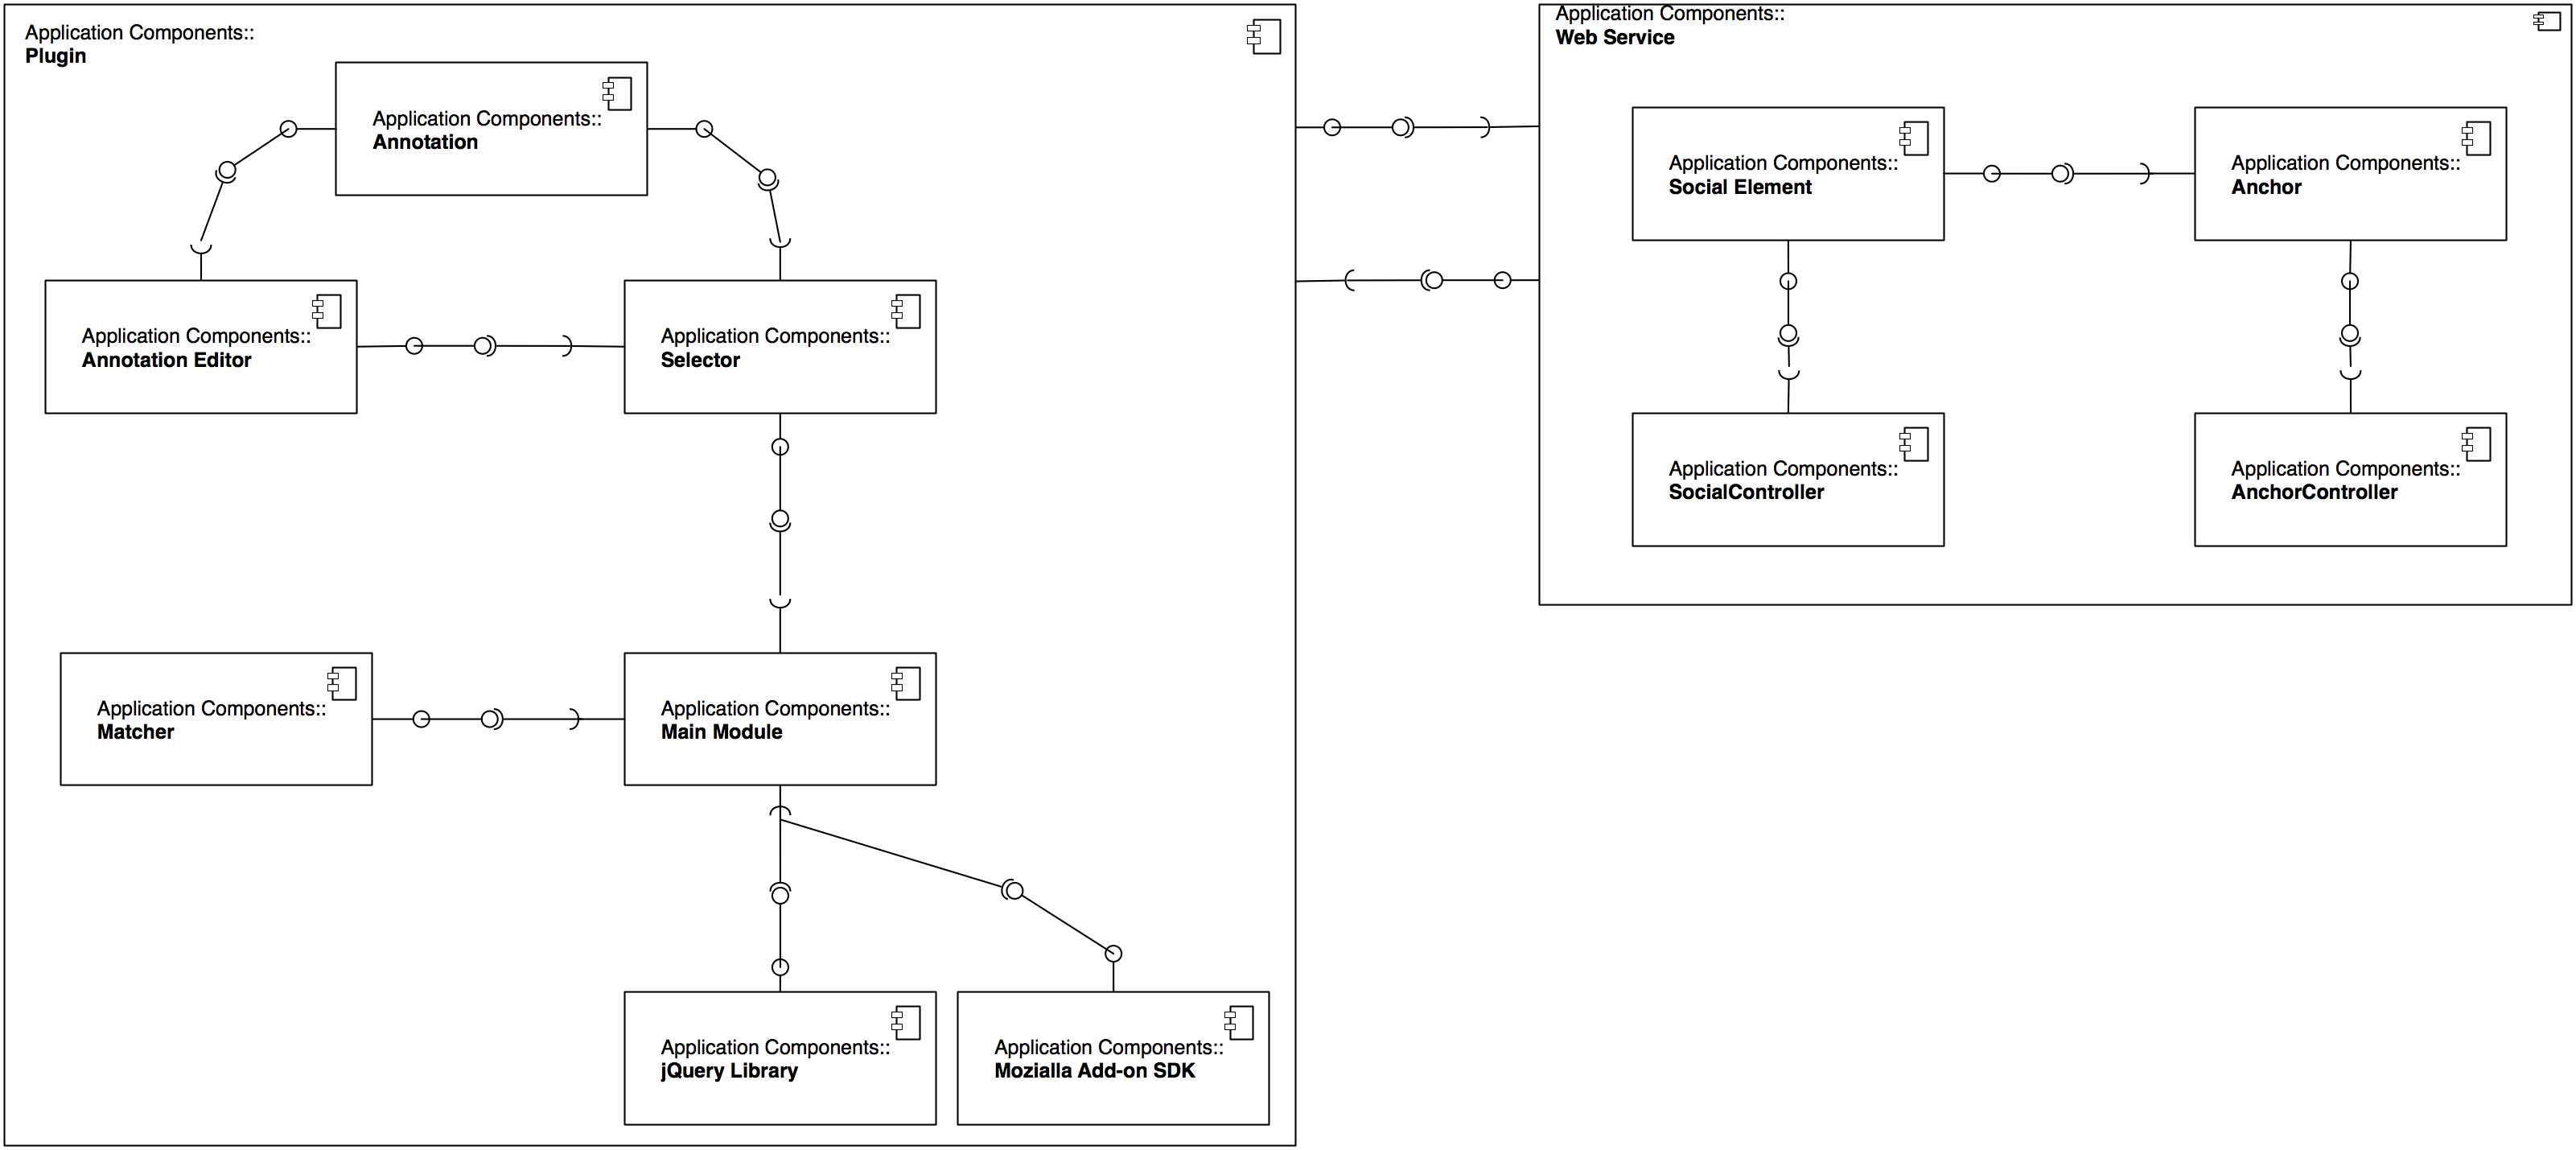 Application Components::
Plugin
Application Components::
Annotation
Application Components::
Annotation Editor
Application Components::
Selector
Application Components::
Matcher
Application Components::
Main Module
Application Components::
jQuery Library
Application Components::
Mozialla Add-on SDK
Application Components::
Web Service
Application Components::
Social Element
Application Components::
Anchor
Application Components::
SocialController
Application Components::
AnchorController